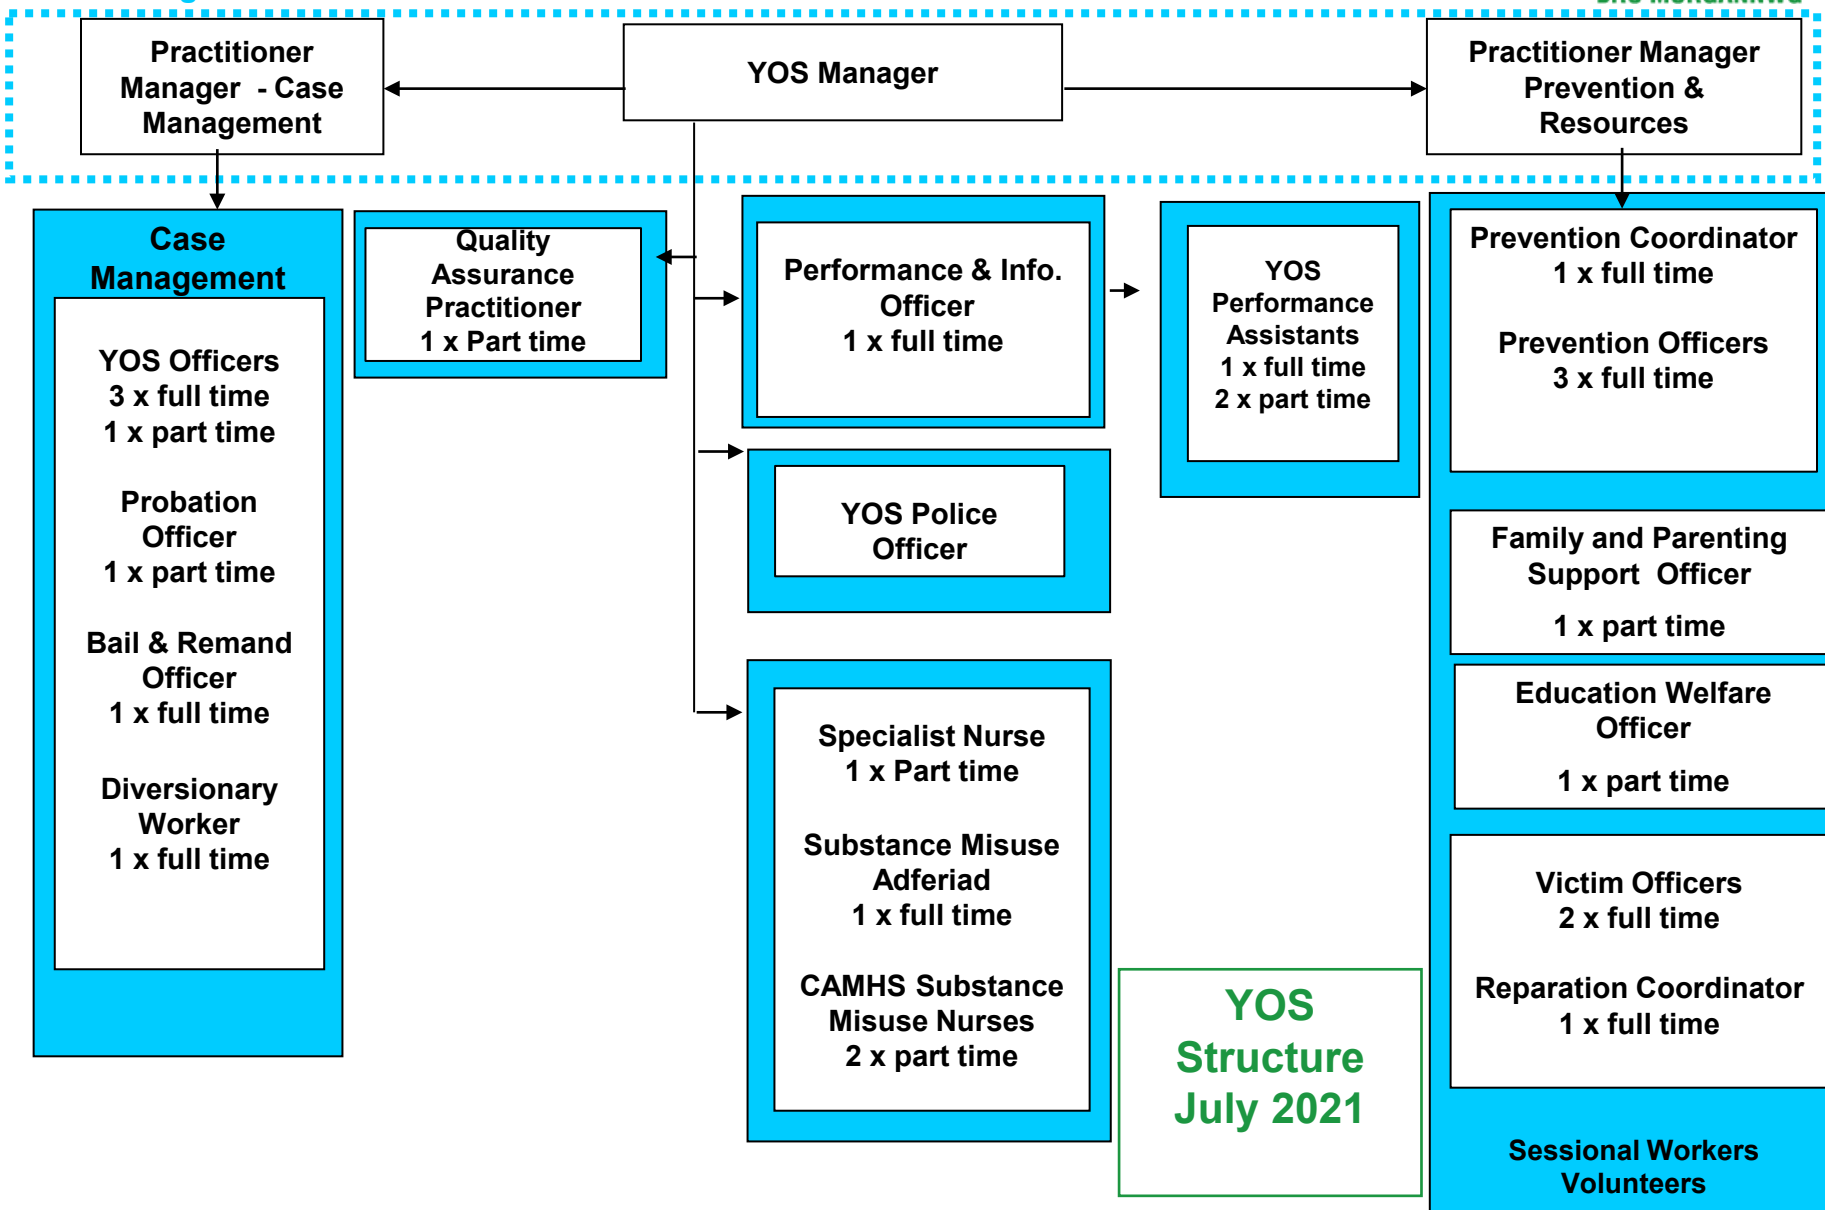 Practitioner
Manager - Case
Management
YOS Manager
Practitioner Manager
Prevention &
Resources
Case
Management
YOS Officers
3 x full time
1 x part time
Probation
Officer
1 x part time
Bail & Remand
Officer
1 x full time
Diversionary
Worker
1 x full time
Quality
Assurance
Practitioner
1 x Part time
Performance & Info.
Officer
1 x full time
YOS
Performance
Assistants
1 x full time
2 x part time
YOS Police
Officer
Specialist Nurse
1 x Part time
Substance Misuse
Adferiad
1 x full time
CAMHS Substance
Misuse Nurses
2 x part time
YOS
Structure
July 2021
Prevention Coordinator
1 x full time
Prevention Officers
3 x full time
Family and Parenting
Support Officer
1 x part time
Education Welfare
Officer
1 x part time
Victim Officers
2 x full time
Reparation Coordinator
1 x full time
Sessional Workers
Volunteers